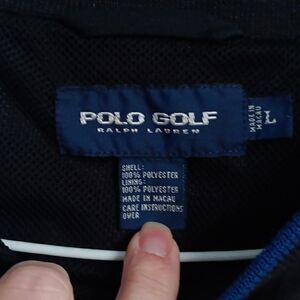 POLO GOLF
RALPH LAUREN
MADE IN
MACAU
L
SHELL:
100% POLYESTER
LINING:
100% POLYESTER
MADE IN MACAU
CARE INSTRUCTIONS
OVER